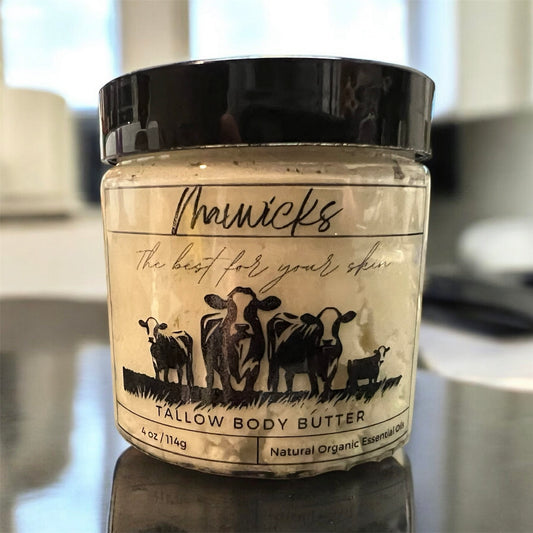 Marwicks
The best for your skin
TALLOW BODY BUTTER
4 oz / 114g
Natural Organic Essential Oils